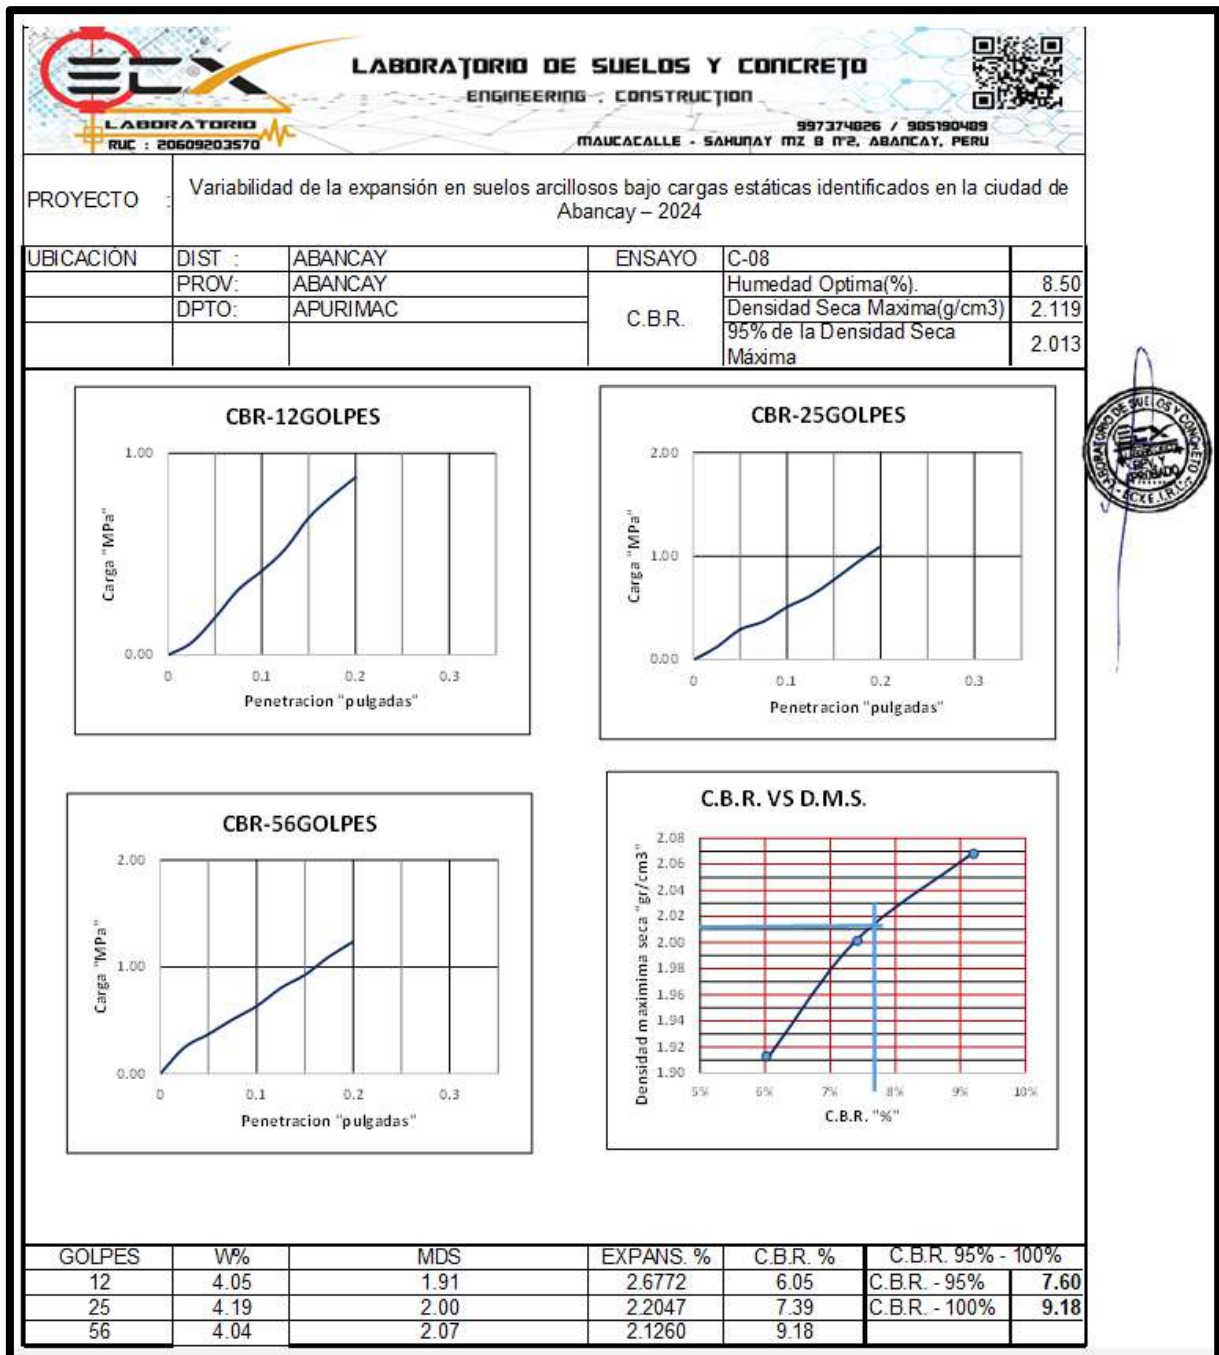 ECX
LABORATORIO
RUC : 20609203570
LABORATORIO DE SUELOS Y CONCRETO
ENGINEERING . CONSTRUCTION
997374826 / 985190489
MAUCACALLE - SAHUNAY MZ B N°2, ABANCAY, PERU
PROYECTO : Variabilidad de la expansión en suelos arcillosos bajo cargas estáticas identificados en la ciudad de
Abancay – 2024
UBICACIÓN DIST : ABANCAY ENSAYO C-08
PROV: ABANCAY C.B.R. Humedad Optima(%). 8.50
DPTO: APURIMAC Densidad Seca Maxima(g/cm3) 2.119
95% de la Densidad Seca
Máxima 2.013
CBR-12GOLPES
1.00
0.00
Carga "MPa"
0 0.1 0.2 0.3
Penetracion "pulgadas"
CBR-25GOLPES
2.00
1.00
0.00
Carga "MPa"
0 0.1 0.2 0.3
Penetracion "pulgadas"
LABORATORIO DE SUELOS Y CONCRETO
ECX E.I.R.L.
CBR-56GOLPES
2.00
1.00
0.00
Carga "MPa"
0 0.1 0.2 0.3
Penetracion "pulgadas"
C.B.R. VS D.M.S.
2.08
2.06
2.04
2.02
2.00
1.98
1.96
1.94
1.92
1.90
Densidad maximima seca "gr/cm3"
5% 6% 7% 8% 9% 10%
C.B.R. "%"
GOLPES W% MDS EXPANS. % C.B.R. % C.B.R. 95% - 100%
12 4.05 1.91 2.6772 6.05 C.B.R. - 95% 7.60
25 4.19 2.00 2.2047 7.39 C.B.R. - 100% 9.18
56 4.04 2.07 2.1260 9.18